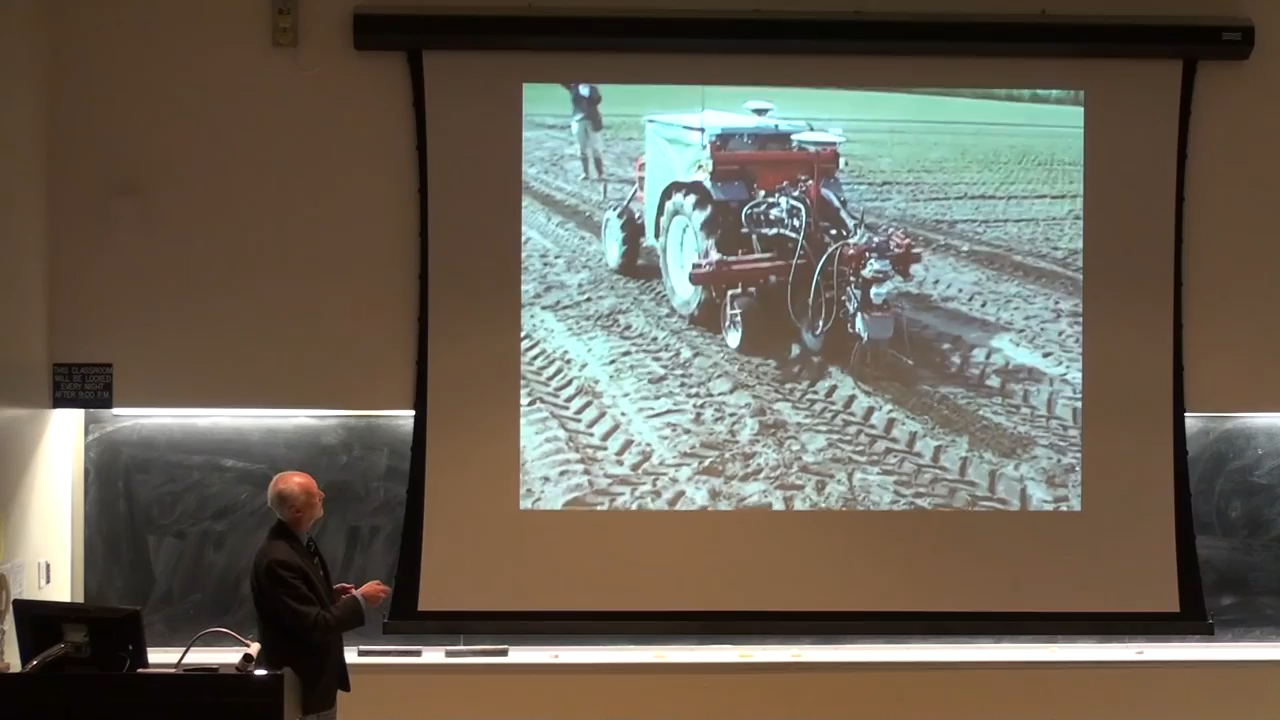 THIS CLASSROOM
WILL BE LOCKED
EVERY NIGHT
AFTER 9:00 P.M.